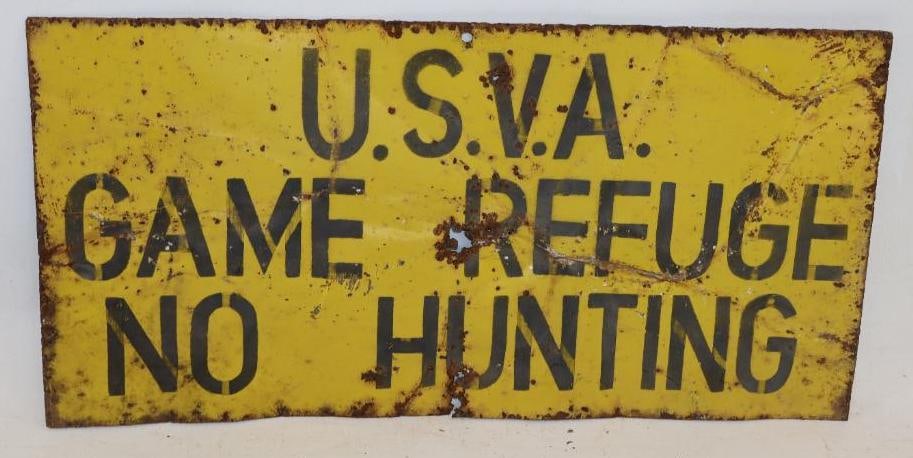 U.S.V.A.
GAME REFUGE
NO HUNTING